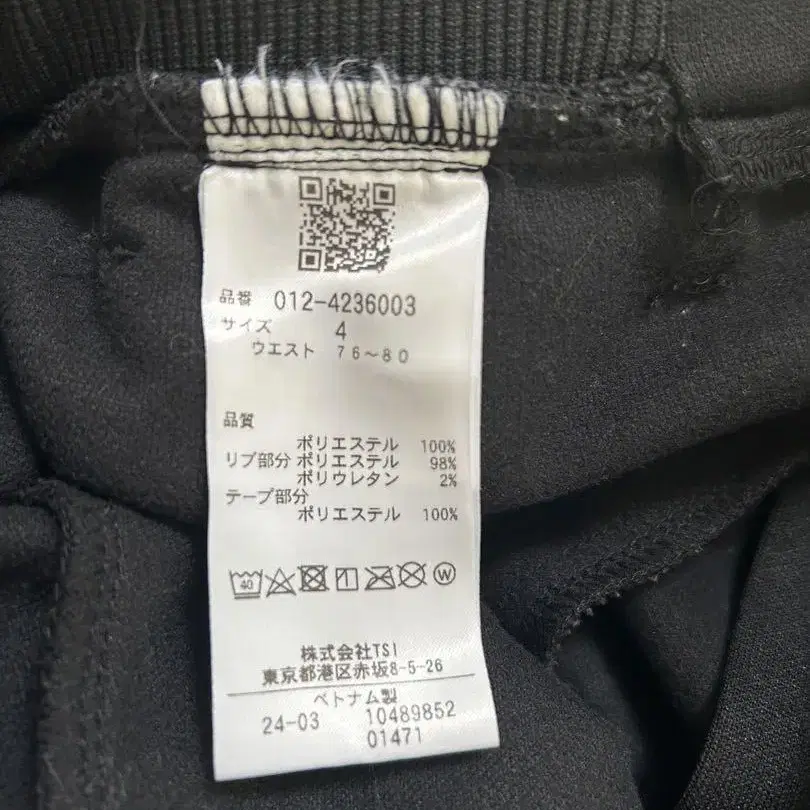 品番 012-4236003
サイズ 4
ウエスト 76～80
品質
ポリエステル 100%
リブ部分 ポリエステル 98%
ポリウレタン 2%
テープ部分
ポリエステル 100%
40 W
株式会社TSI
東京都港区赤坂8-5-26
ベトナム製
24-03 10489852
01471